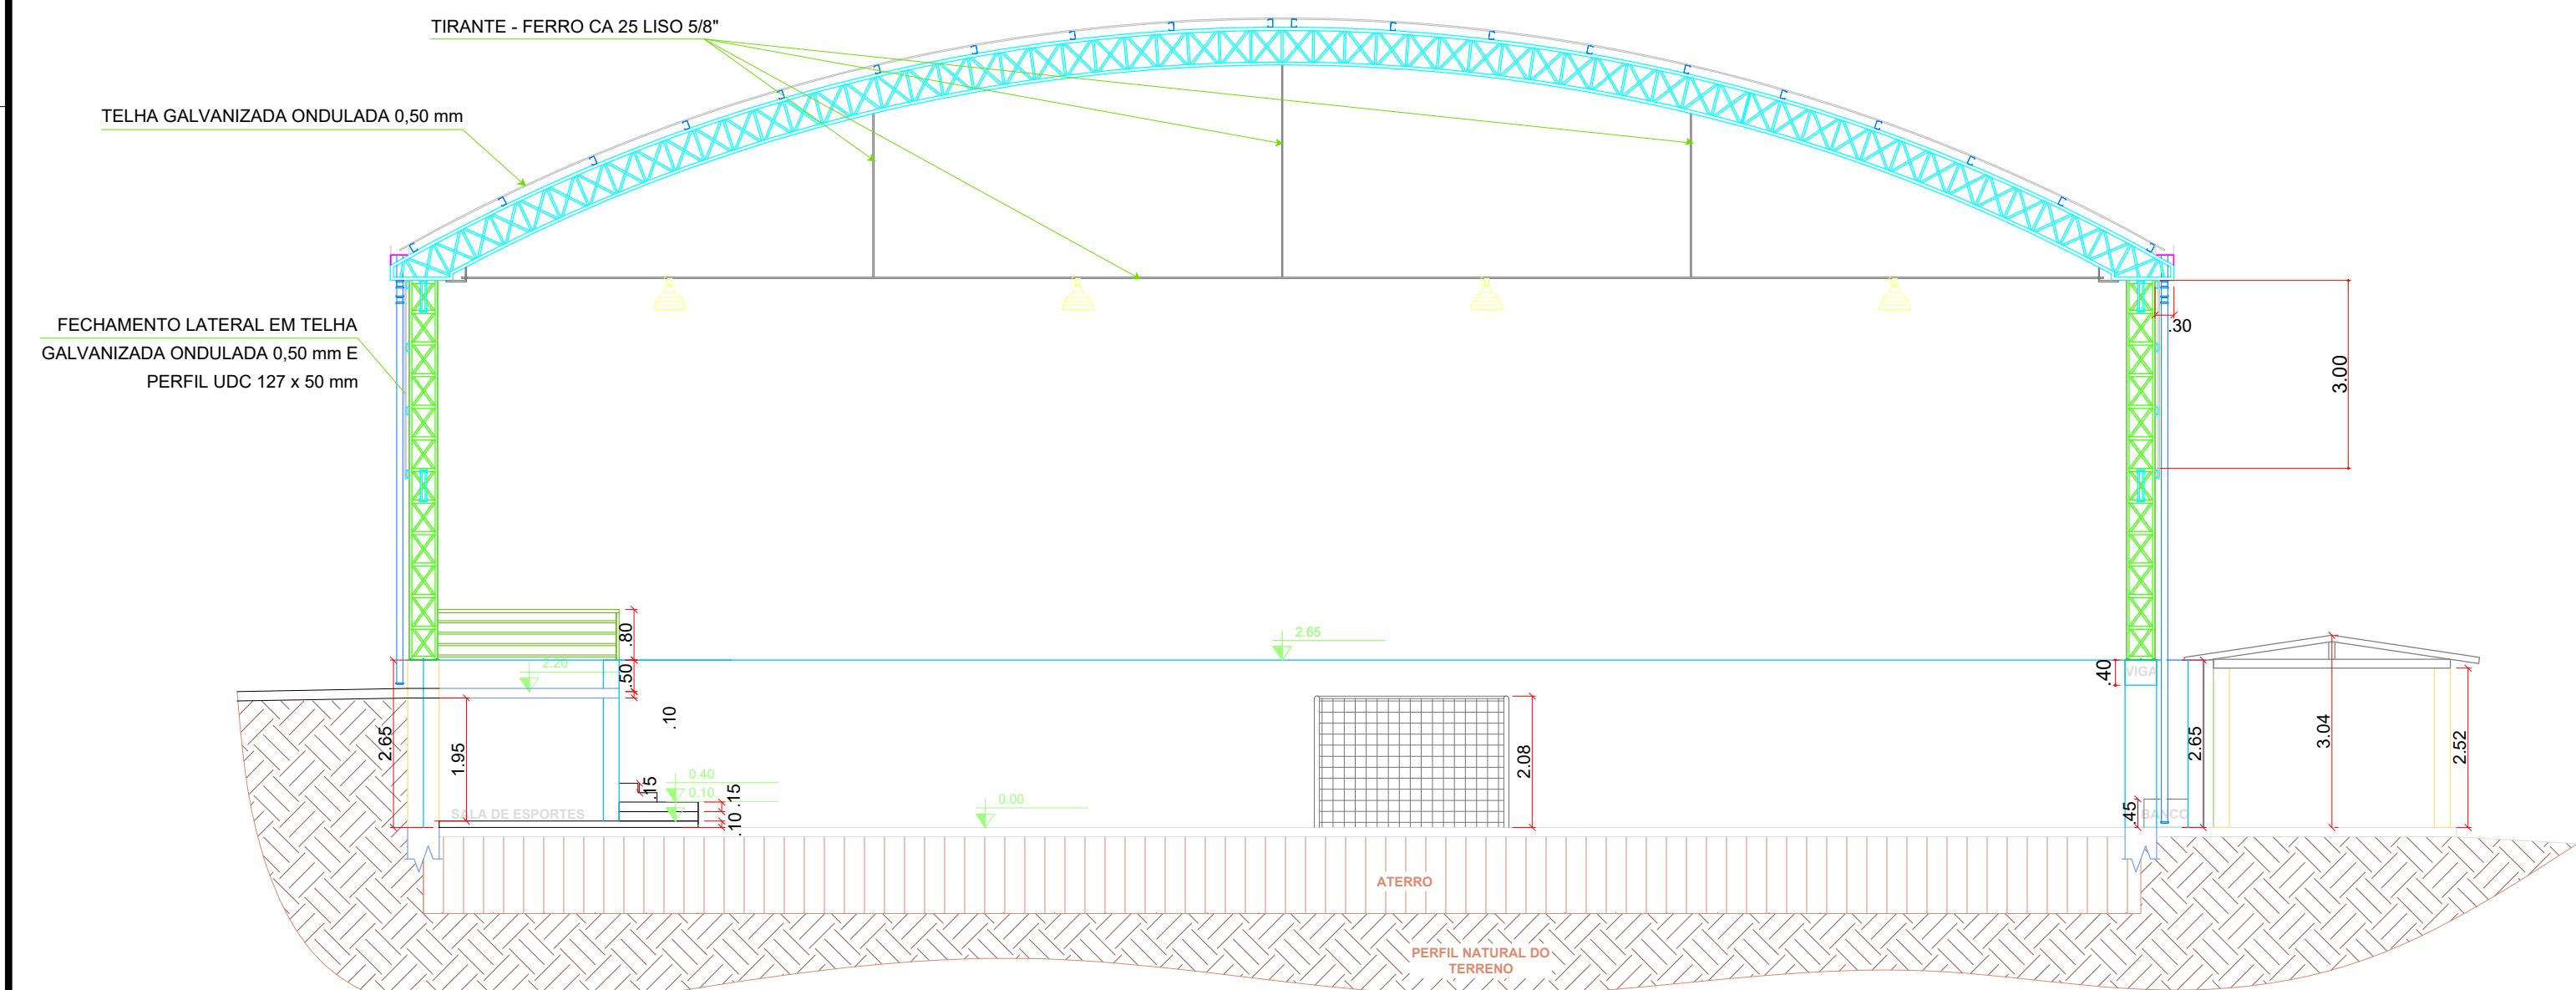 TIRANTE - FERRO CA 25 LISO 5/8"
TELHA GALVANIZADA ONDULADA 0,50 mm
FECHAMENTO LATERAL EM TELHA
GALVANIZADA ONDULADA 0,50 mm E
PERFIL UDC 127 x 50 mm
.30
3.00
.80
2.65
2.20
.50
.40
VIGA
.10
2.65
1.95
2.08
2.65
3.04
2.52
0.40
.15
0.10
.15
0.00
SALA DE ESPORTES
.10
.45
BANCO
ATERRO
PERFIL NATURAL DO
TERRENO